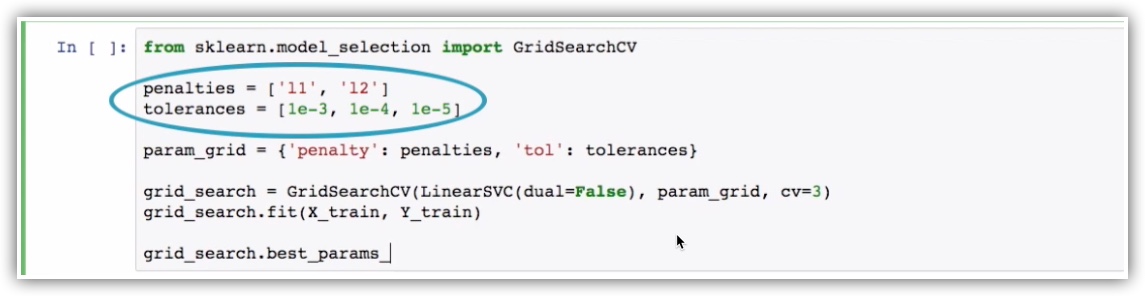 In [ ]: from sklearn.model_selection import GridSearchCV
penalties = ['l1', 'l2']
tolerances = [1e-3, 1e-4, 1e-5]
param_grid = {'penalty': penalties, 'tol': tolerances}
grid_search = GridSearchCV(LinearSVC(dual=False), param_grid, cv=3)
grid_search.fit(X_train, Y_train)
grid_search.best_params_